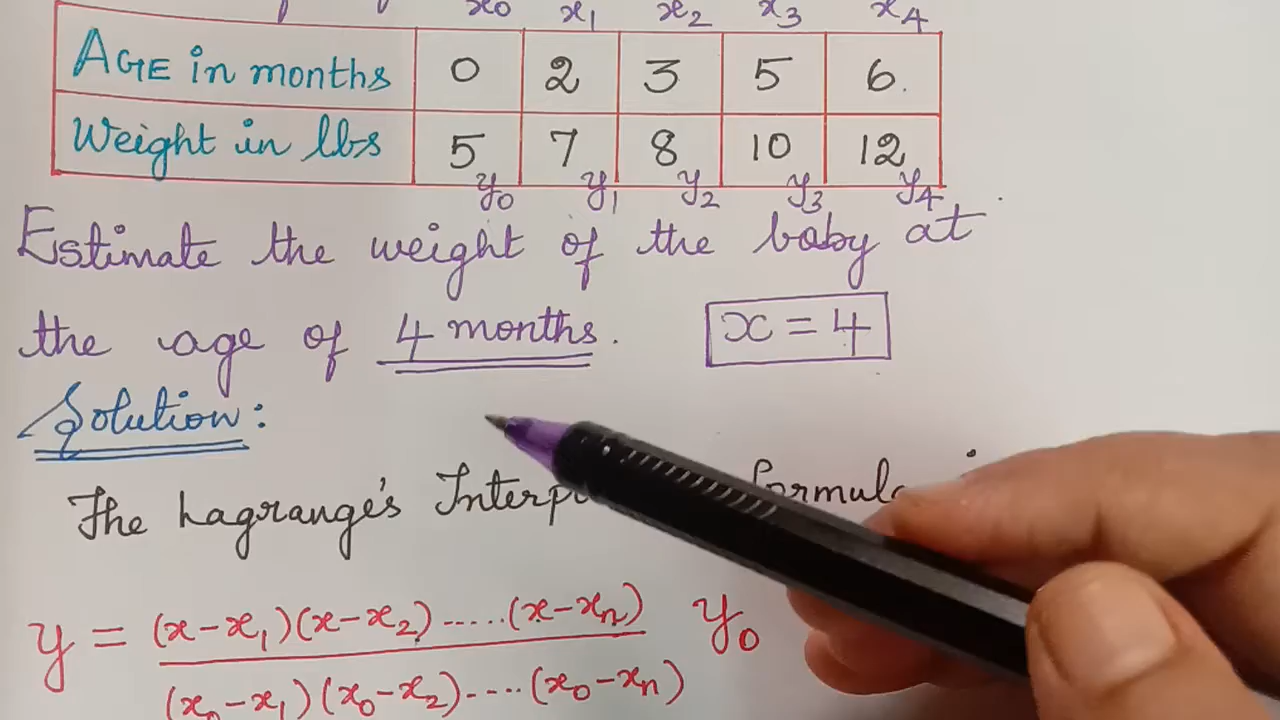 x0 x1 x2 x3 x4
AGE in months 0 2 3 5 6
Weight in lbs 5 7 8 10 12
y0 y1 y2 y3 y4
Estimate the weight of the baby at
the age of 4 months. x = 4
Solution:
The Lagrange's
y = (x-x1)(x-x2).....(x-xn) y0
(x0-x1)(x0-x2)....(x0-xn)